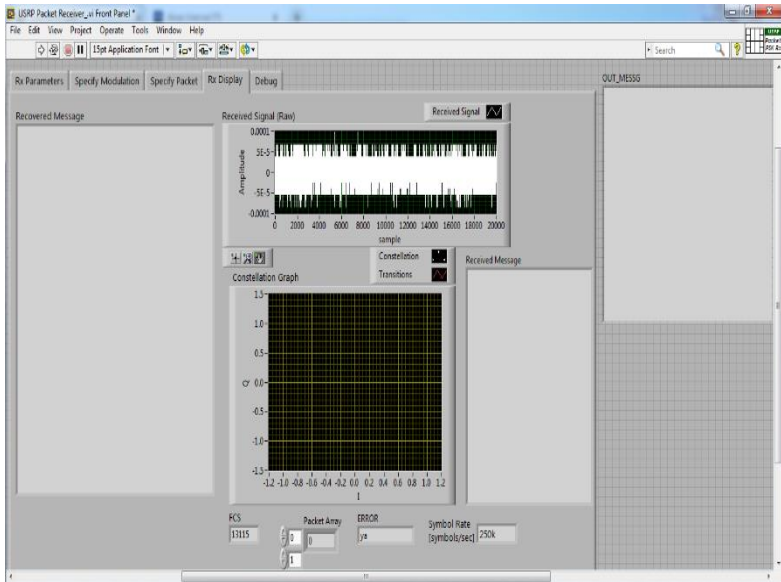 USRP Packet Receiver_.vi Front Panel *
File Edit View Project Operate Tools Window Help
15pt Application Font
Search
USRP
Packet
Rx Parameters Specify Modulation Specify Packet Rx Display Debug
OUT_MESSG
Recovered Message
Received Signal (Raw)
Received Signal
Amplitude
0.0001
5E-5
0
-5E-5
-0.0001
0 2000 4000 6000 8000 10000 12000 14000 16000 18000 20000
sample
Constellation
Transitions
Received Message
Constellation Graph
Q
1.5
1.0
0.5
0.0
-0.5
-1.0
-1.5
-1.2 -1.0 -0.8 -0.6 -0.4 -0.2 0.0 0.2 0.4 0.6 0.8 1.0 1.2
I
FCS
13115
Packet Array
0
0
1
ERROR
ya
Symbol Rate
[symbols/sec]
250k